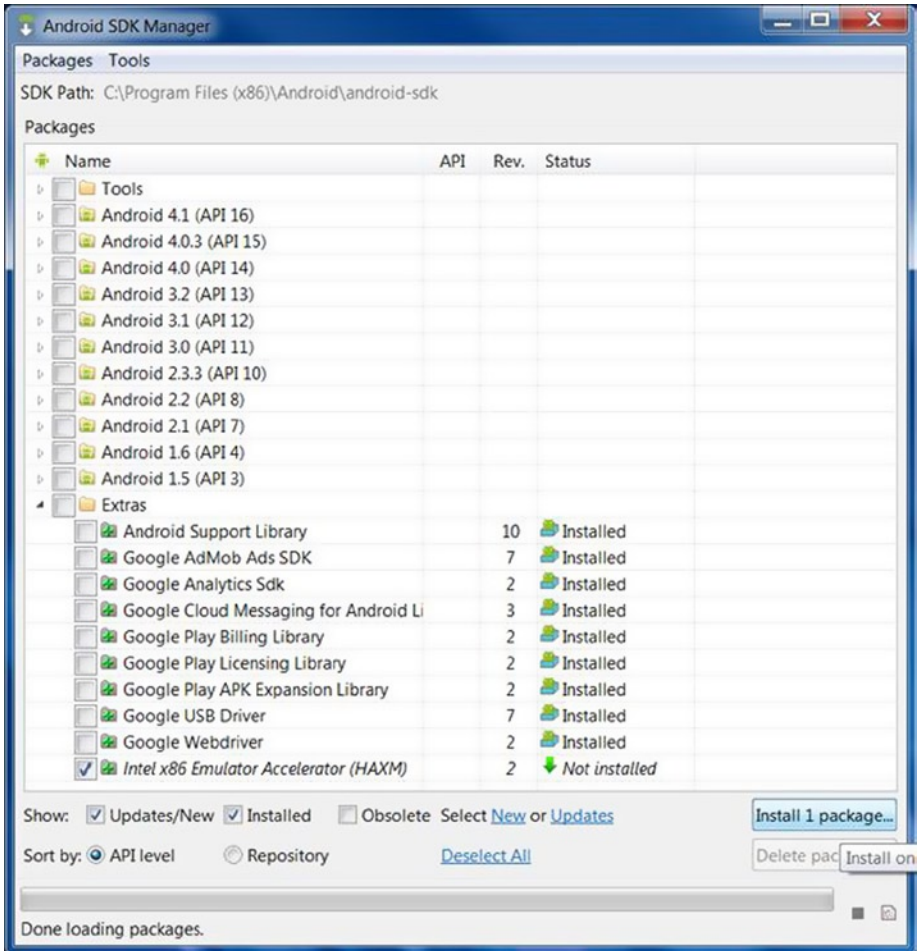 Android SDK Manager
Packages Tools
SDK Path: C:\Program Files (x86)\Android\android-sdk
Packages
Name API Rev. Status
Tools
Android 4.1 (API 16)
Android 4.0.3 (API 15)
Android 4.0 (API 14)
Android 3.2 (API 13)
Android 3.1 (API 12)
Android 3.0 (API 11)
Android 2.3.3 (API 10)
Android 2.2 (API 8)
Android 2.1 (API 7)
Android 1.6 (API 4)
Android 1.5 (API 3)
Extras
Android Support Library 10 Installed
Google AdMob Ads SDK 7 Installed
Google Analytics Sdk 2 Installed
Google Cloud Messaging for Android Li 3 Installed
Google Play Billing Library 2 Installed
Google Play Licensing Library 2 Installed
Google Play APK Expansion Library 2 Installed
Google USB Driver 7 Installed
Google Webdriver 2 Installed
Intel x86 Emulator Accelerator (HAXM) 2 Not installed
Show: Updates/New Installed Obsolete Select New or Updates Install 1 package...
Sort by: API level Repository Deselect All Delete pac Install on
Done loading packages.